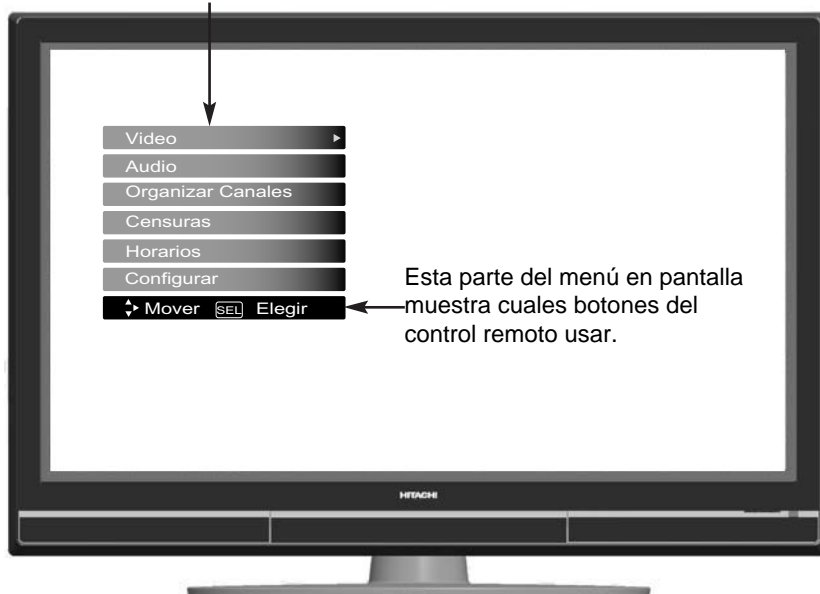 Video
Audio
Organizar Canales
Censuras
Horarios
Configurar
Mover SEL Elegir
Esta parte del menú en pantalla
muestra cuales botones del
control remoto usar.
HITACHI